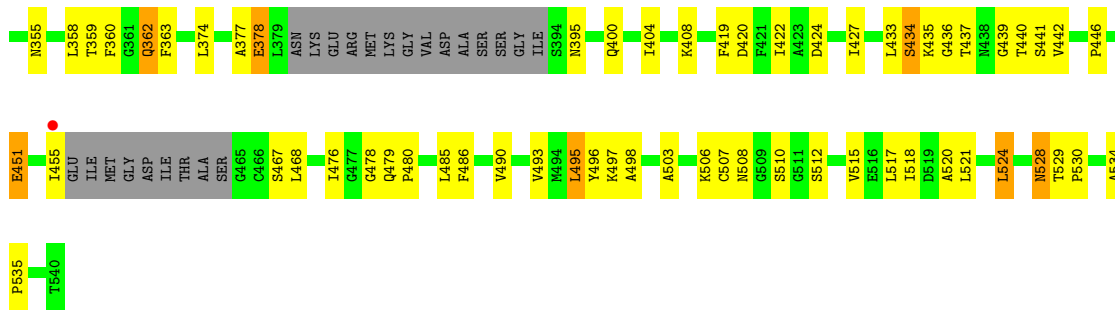 N355 L358 T359 F360 G361 Q362 F363 L374 A377 E378 L379 ASN LYS GLU ARG MET LYS GLY VAL ASP ALA SER SER GLY ILE S394 N395 Q400 I404 K408 F419 D420 F421 I422 A423 D424 I427 L433 S434 K435 G436 T437 N438 G439 T440 S441 V442 P446
E451 I455 GLU ILE MET GLY ASP ILE THR ALA SER G465 C466 S467 L468 I476 G477 G478 Q479 P480 L485 F486 V490 V493 M494 L495 Y496 K497 A498 A503 K506 C507 N508 G509 S510 G511 S512 V515 E516 L517 I518 D519 A520 L521 L524 N528 T529 P530 A534
P535 T540